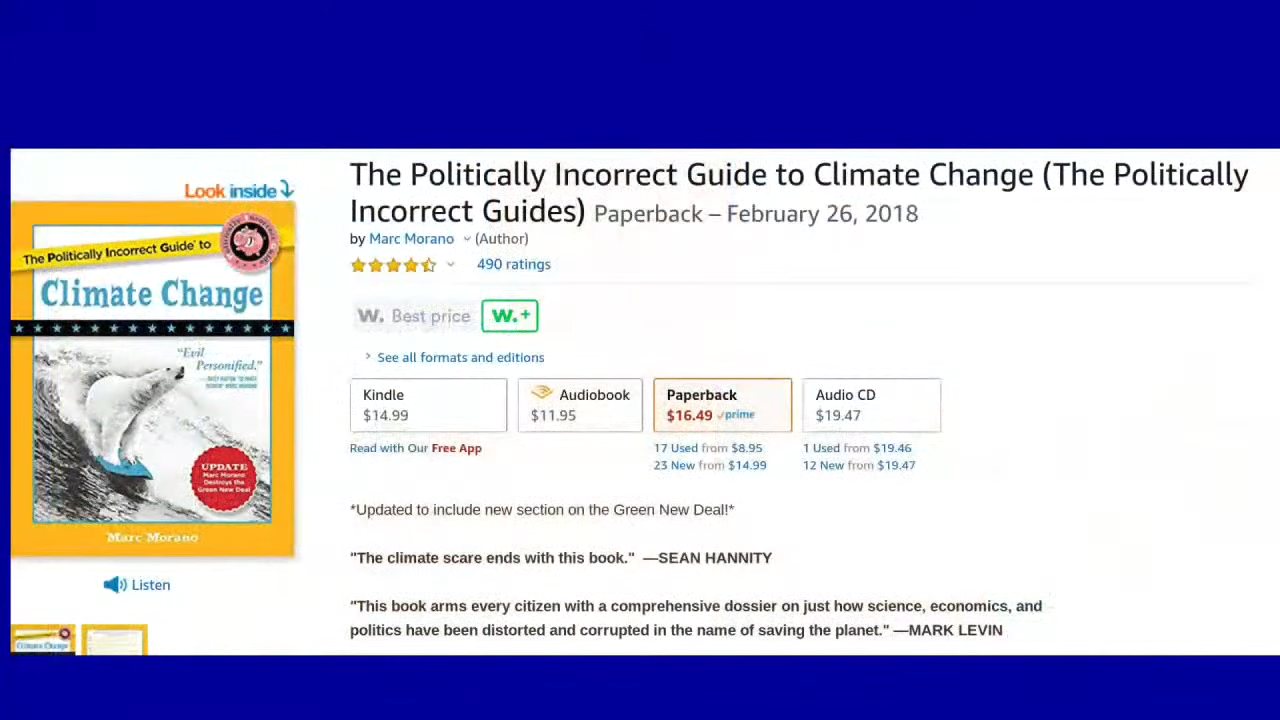 Look inside
The Politically Incorrect Guide to
Climate Change
"Evil
Personified."
UPDATE
Marc Morano
Destroys the
Green New Deal
Marc Morano
Listen
The Politically Incorrect Guide to Climate Change (The Politically
Incorrect Guides) Paperback – February 26, 2018
by Marc Morano (Author)
490 ratings
W. Best price W.+
See all formats and editions
Kindle
$14.99
Audiobook
$11.95
Paperback
$16.49 prime
Audio CD
$19.47
Read with Our Free App
17 Used from $8.95
23 New from $14.99
1 Used from $19.46
12 New from $19.47
*Updated to include new section on the Green New Deal!*
"The climate scare ends with this book." —SEAN HANNITY
"This book arms every citizen with a comprehensive dossier on just how science, economics, and
politics have been distorted and corrupted in the name of saving the planet." —MARK LEVIN